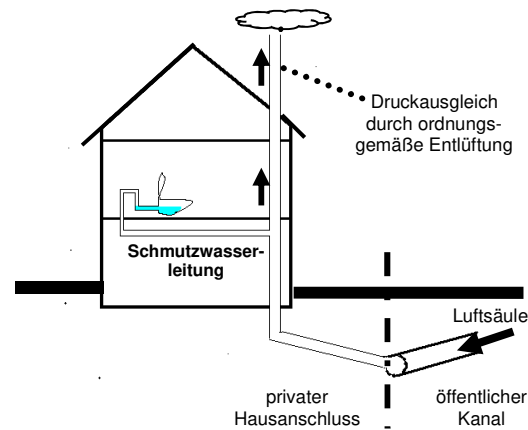 Druckausgleich
durch ordnungs-
gemäße Entlüftung
Schmutzwasser-
leitung
Luftsäule
privater
Hausanschluss
öffentlicher
Kanal